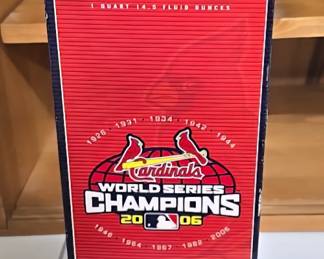 1 QUART 14.5 FLUID OUNCES
1926 · 1931 · 1934 · 1942 · 1944
Cardinals
WORLD SERIES
CHAMPIONS
20 06
1946 · 1964 · 1967 · 1982 · 2006